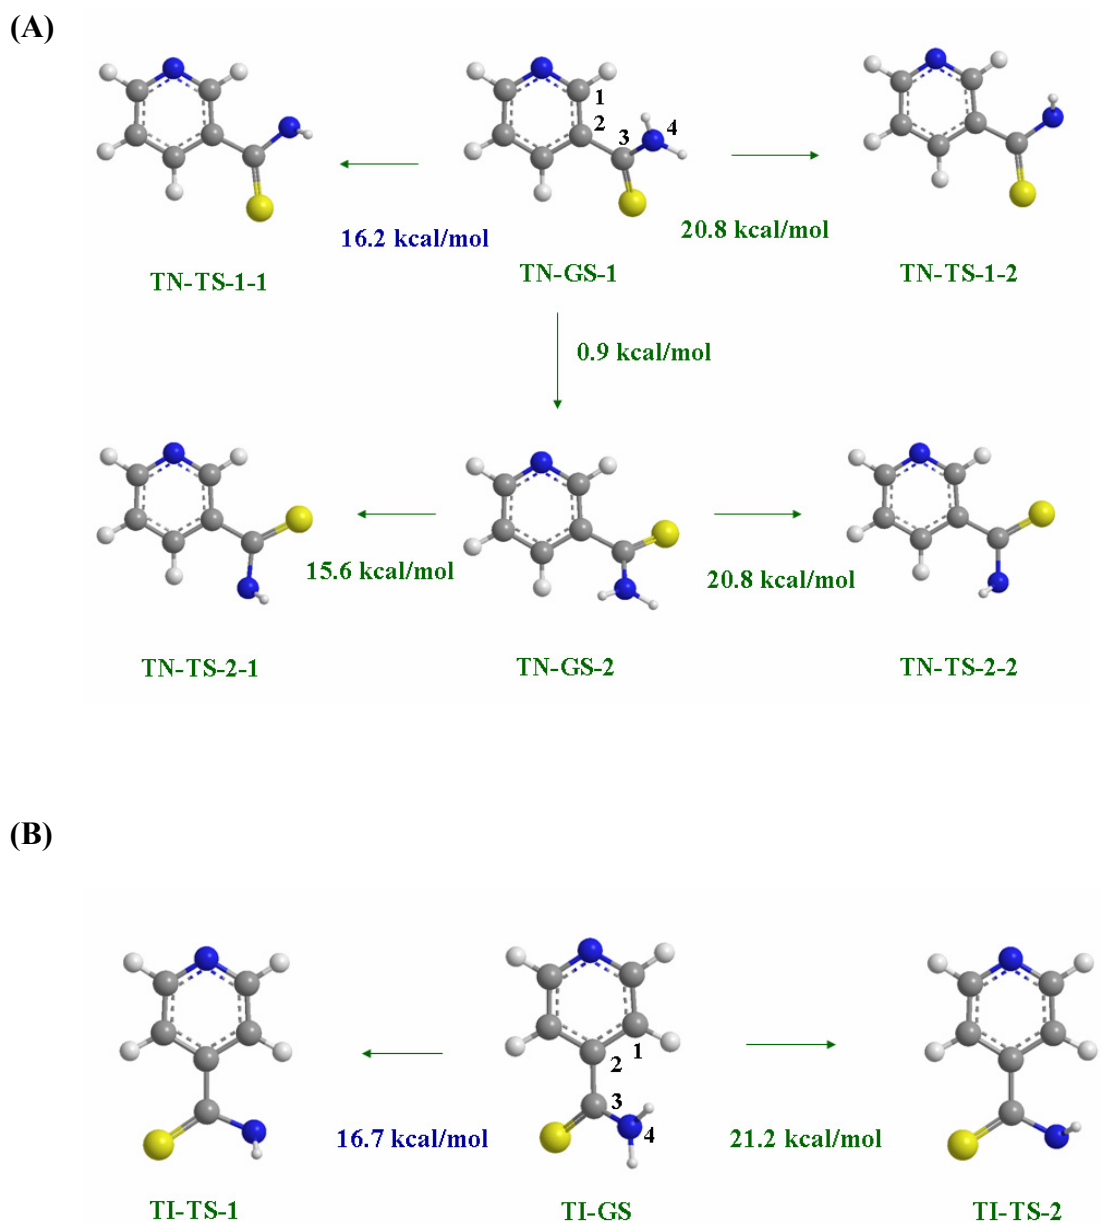 (A)
1
2
3 4
16.2 kcal/mol
20.8 kcal/mol
TN-TS-1-1
TN-GS-1
TN-TS-1-2
0.9 kcal/mol
15.6 kcal/mol
20.8 kcal/mol
TN-TS-2-1
TN-GS-2
TN-TS-2-2
(B)
2 1
3
4
16.7 kcal/mol
21.2 kcal/mol
TI-TS-1
TI-GS
TI-TS-2